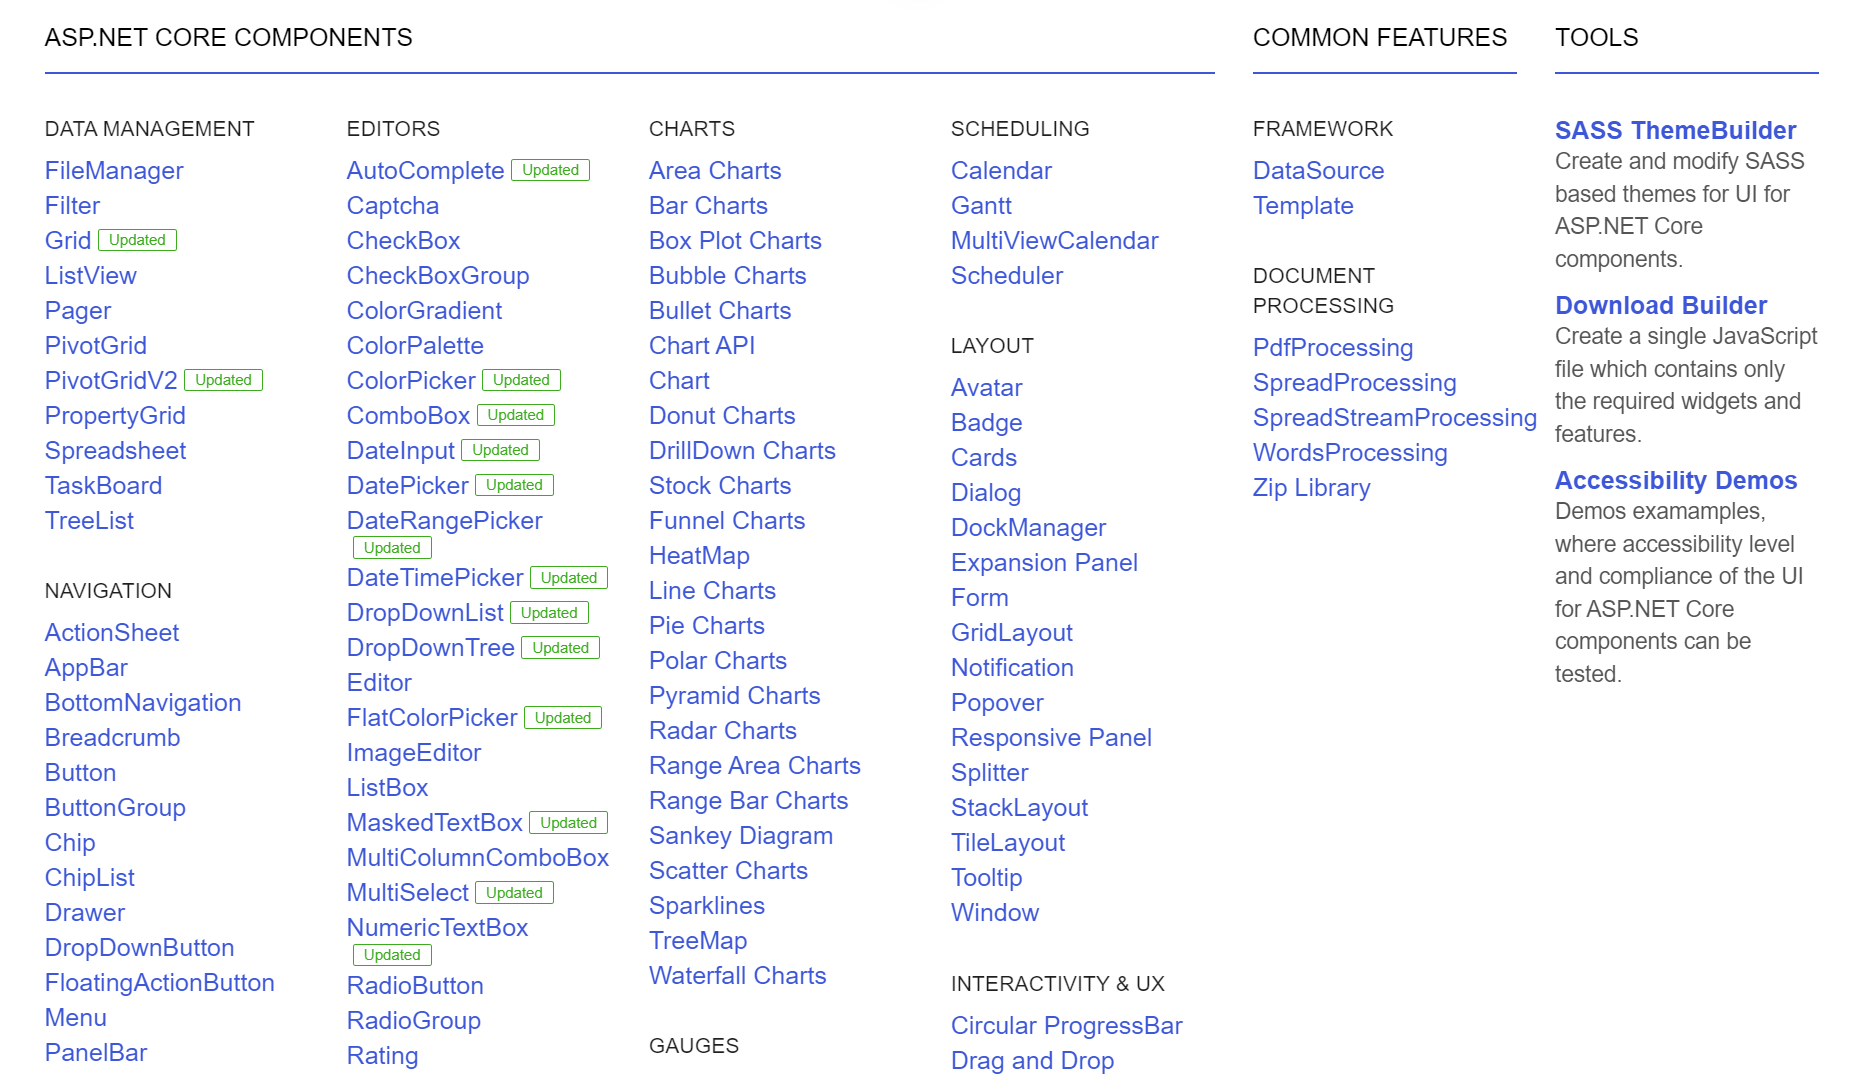 ASP.NET CORE COMPONENTS
DATA MANAGEMENT
FileManager
Filter
Grid Updated
ListView
Pager
PivotGrid
PivotGridV2 Updated
PropertyGrid
Spreadsheet
TaskBoard
TreeList
NAVIGATION
ActionSheet
AppBar
BottomNavigation
Breadcrumb
Button
ButtonGroup
Chip
ChipList
Drawer
DropDownButton
FloatingActionButton
Menu
PanelBar
EDITORS
AutoComplete Updated
Captcha
CheckBox
CheckBoxGroup
ColorGradient
ColorPalette
ColorPicker Updated
ComboBox Updated
DateInput Updated
DatePicker Updated
DateRangePicker
Updated
DateTimePicker Updated
DropDownList Updated
DropDownTree Updated
Editor
FlatColorPicker Updated
ImageEditor
ListBox
MaskedTextBox Updated
MultiColumnComboBox
MultiSelect Updated
NumericTextBox
Updated
RadioButton
RadioGroup
Rating
CHARTS
Area Charts
Bar Charts
Box Plot Charts
Bubble Charts
Bullet Charts
Chart API
Chart
Donut Charts
DrillDown Charts
Stock Charts
Funnel Charts
HeatMap
Line Charts
Pie Charts
Polar Charts
Pyramid Charts
Radar Charts
Range Area Charts
Range Bar Charts
Sankey Diagram
Scatter Charts
Sparklines
TreeMap
Waterfall Charts
GAUGES
SCHEDULING
Calendar
Gantt
MultiViewCalendar
Scheduler
LAYOUT
Avatar
Badge
Cards
Dialog
DockManager
Expansion Panel
Form
GridLayout
Notification
Popover
Responsive Panel
Splitter
StackLayout
TileLayout
Tooltip
Window
INTERACTIVITY & UX
Circular ProgressBar
Drag and Drop
COMMON FEATURES
FRAMEWORK
DataSource
Template
DOCUMENT
PROCESSING
PdfProcessing
SpreadProcessing
SpreadStreamProcessing
WordsProcessing
Zip Library
TOOLS
SASS ThemeBuilder
Create and modify SASS
based themes for UI for
ASP.NET Core
components.
Download Builder
Create a single JavaScript
file which contains only
the required widgets and
features.
Accessibility Demos
Demos examamples,
where accessibility level
and compliance of the UI
for ASP.NET Core
components can be
tested.